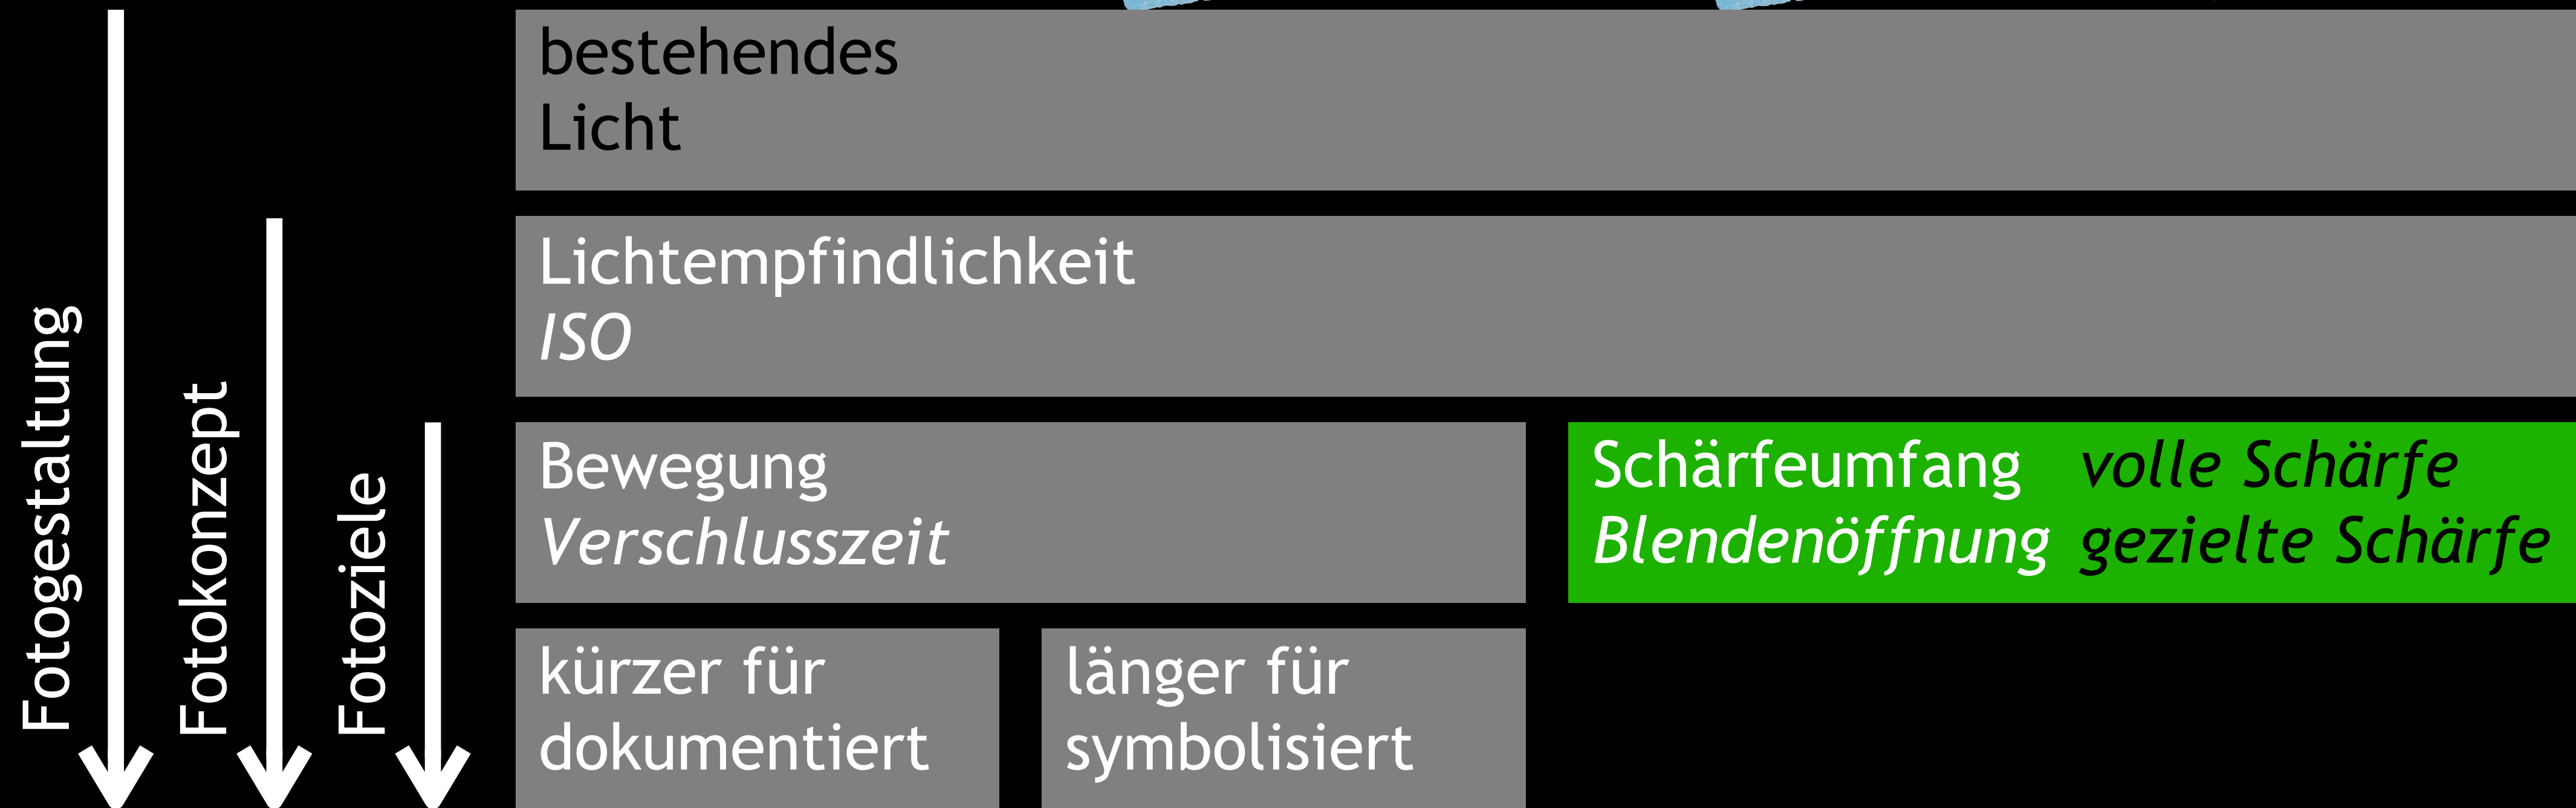 Fotogestaltung
Fotokonzept
Fotoziele
bestehendes
Licht
Lichtempfindlichkeit
ISO
Bewegung
Verschlusszeit
Schärfeumfang volle Schärfe
Blendenöffnung gezielte Schärfe
kürzer für
dokumentiert
länger für
symbolisiert